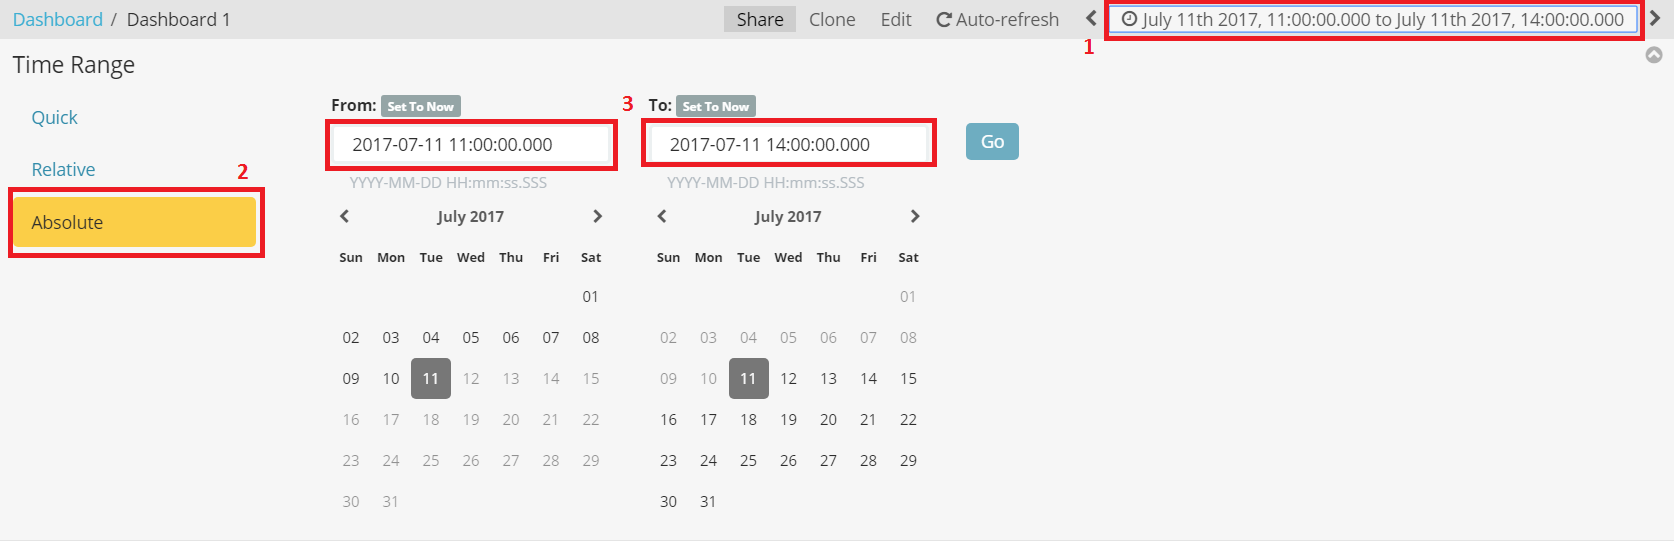 Dashboard / Dashboard 1 Share Clone Edit Auto-refresh July 11th 2017, 11:00:00.000 to July 11th 2017, 14:00:00.000
1
Time Range
Quick
Relative
2
Absolute
From: Set To Now
3
To: Set To Now
2017-07-11 11:00:00.000
2017-07-11 14:00:00.000
Go
YYYY-MM-DD HH:mm:ss.SSS
YYYY-MM-DD HH:mm:ss.SSS
July 2017
Sun Mon Tue Wed Thu Fri Sat
01
02 03 04 05 06 07 08
09 10 11 12 13 14 15
16 17 18 19 20 21 22
23 24 25 26 27 28 29
30 31
July 2017
Sun Mon Tue Wed Thu Fri Sat
01
02 03 04 05 06 07 08
09 10 11 12 13 14 15
16 17 18 19 20 21 22
23 24 25 26 27 28 29
30 31